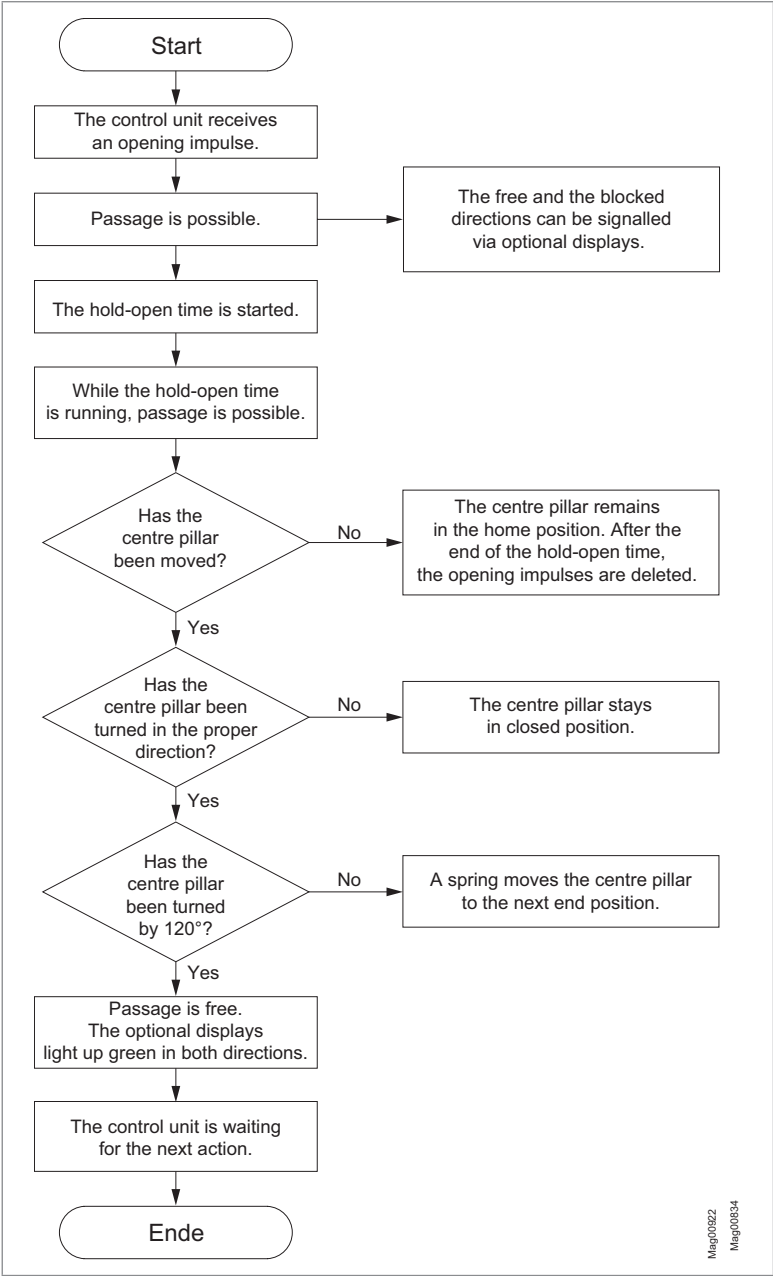 Start
The control unit receives
an opening impulse.
Passage is possible.
The free and the blocked
directions can be signalled
via optional displays.
The hold-open time is started.
While the hold-open time
is running, passage is possible.
Has the
centre pillar
been moved?
No
The centre pillar remains
in the home position. After the
end of the hold-open time,
the opening impulses are deleted.
Yes
Has the
centre pillar been
turned in the proper
direction?
No
The centre pillar stays
in closed position.
Yes
Has the
centre pillar
been turned
by 120°?
No
A spring moves the centre pillar
to the next end position.
Yes
Passage is free.
The optional displays
light up green in both directions.
The control unit is waiting
for the next action.
Ende
Mag00922
Mag00834